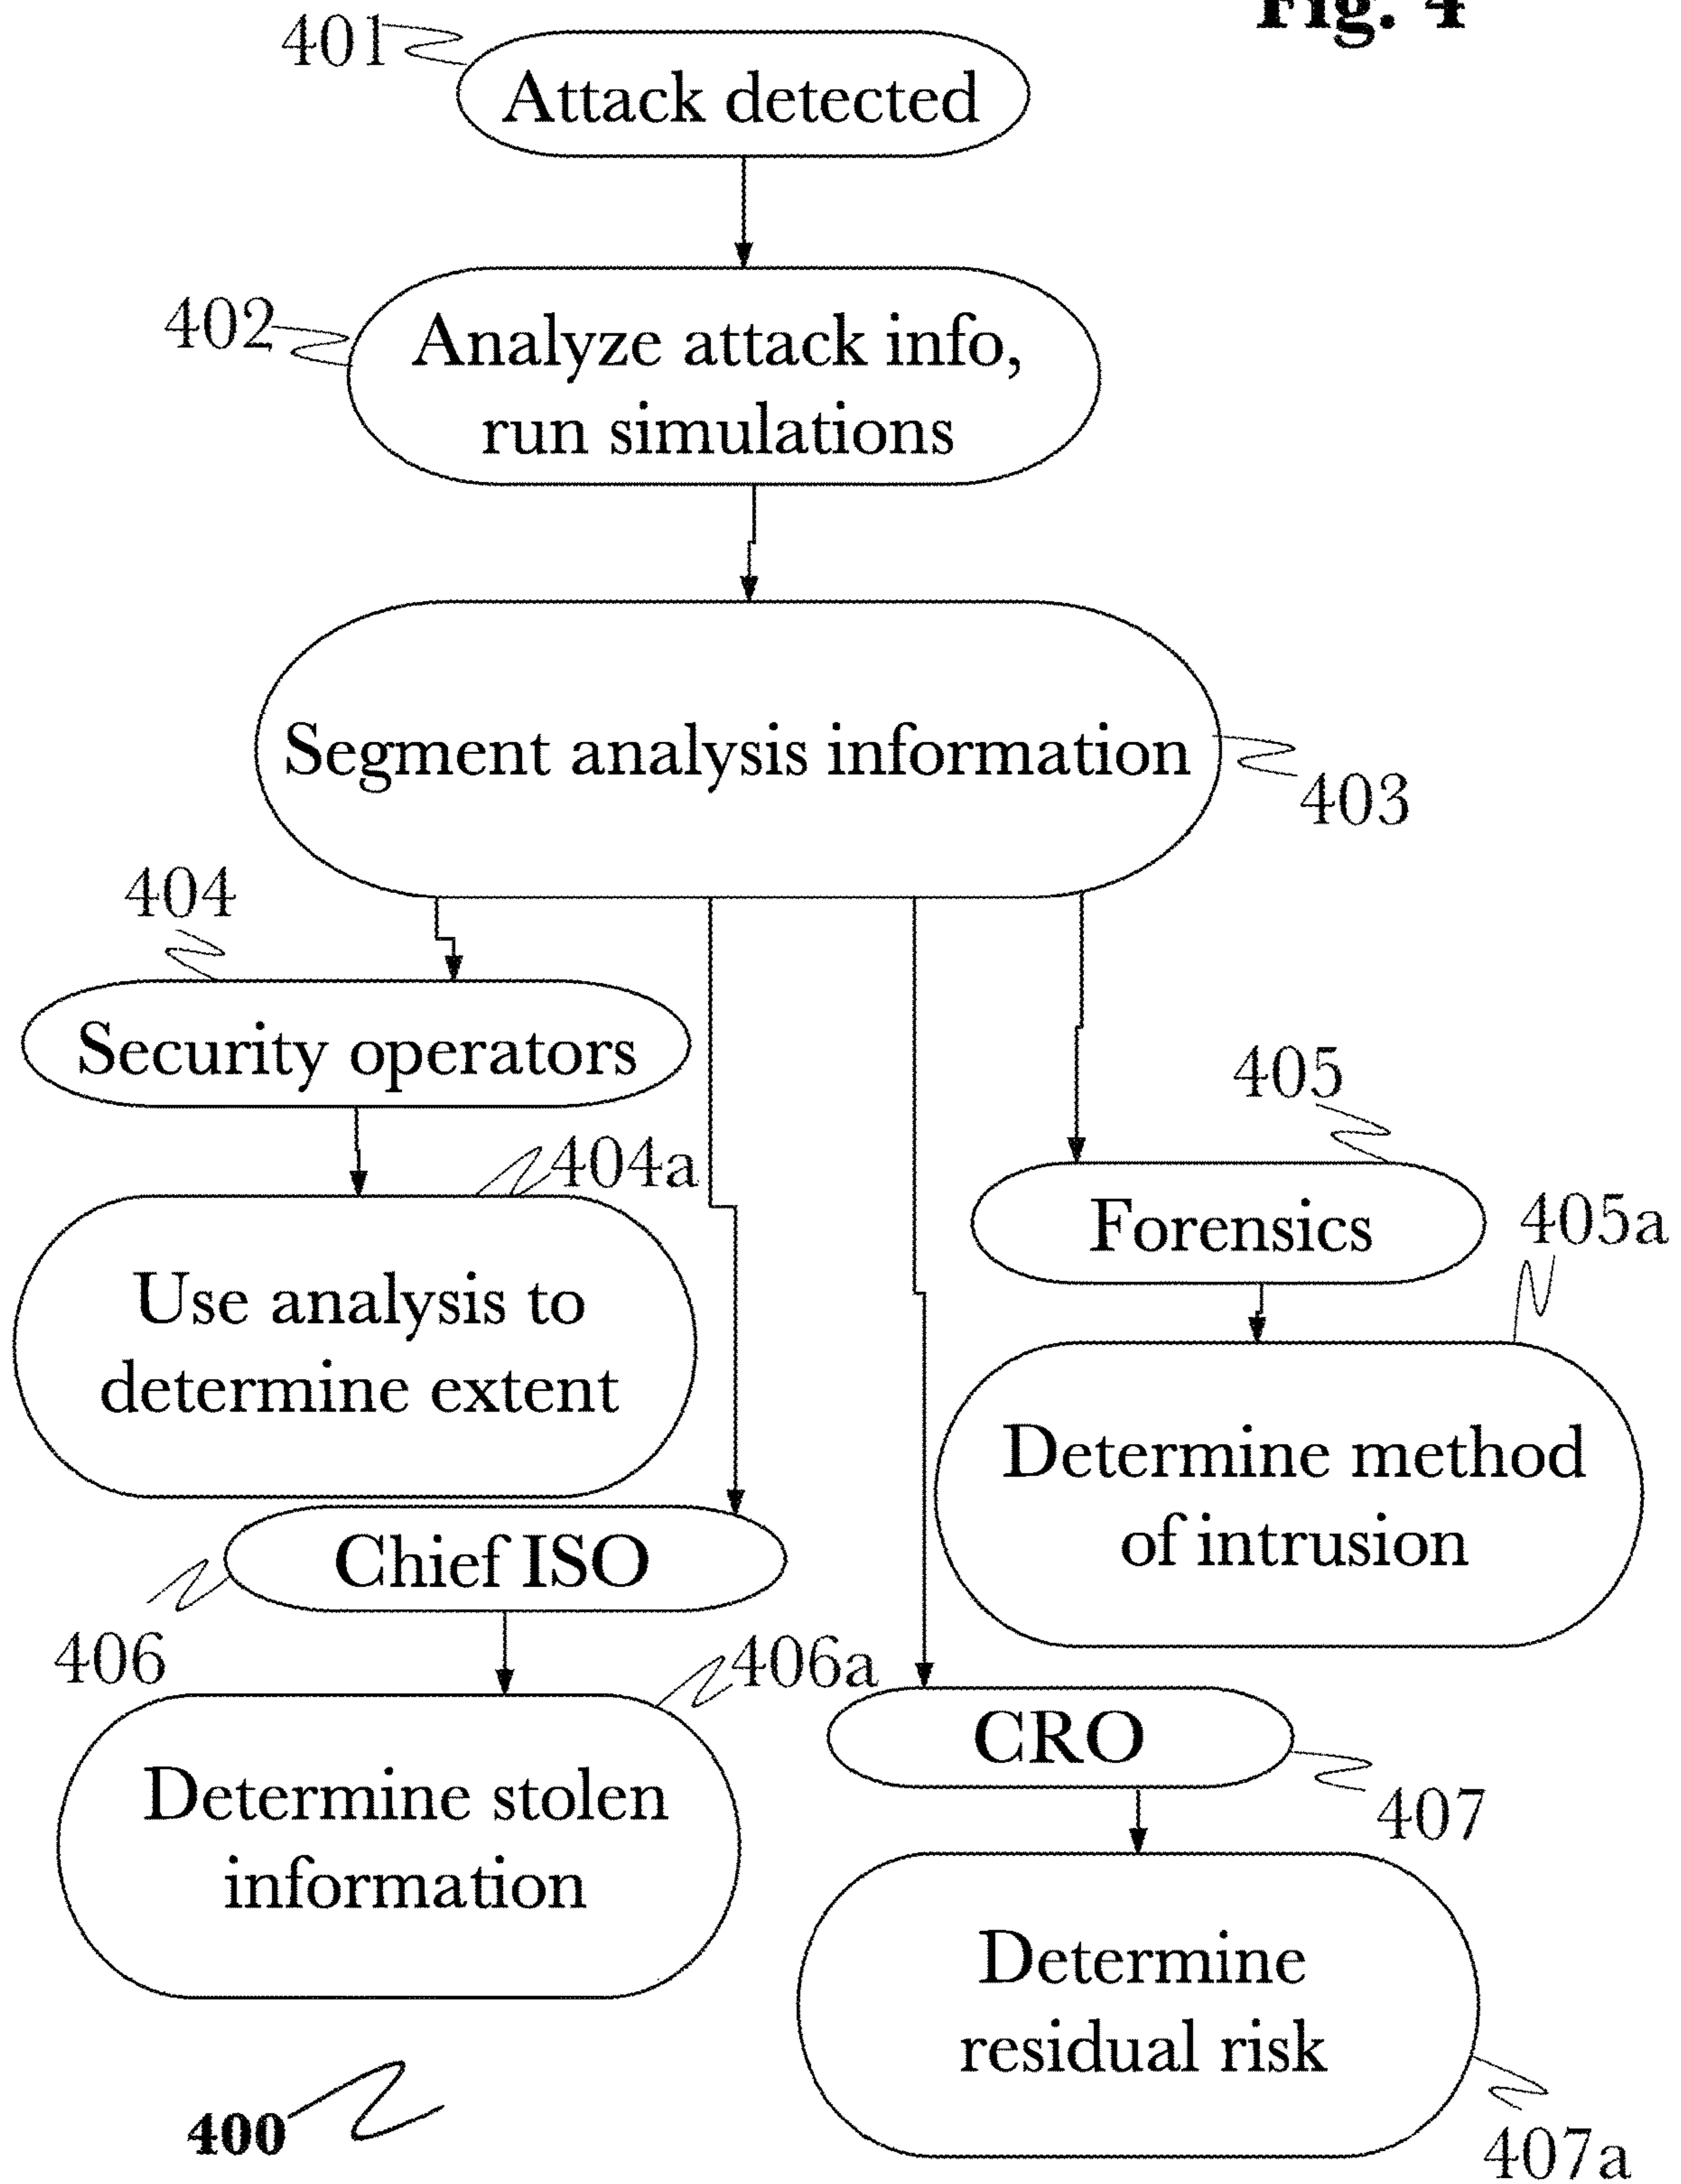 Fig. 4
401
Attack detected
402
Analyze attack info,
run simulations
Segment analysis information
403
404
Security operators
404a
Use analysis to
determine extent
405
Forensics
405a
Determine method
of intrusion
Chief ISO
406
406a
Determine stolen
information
CRO
407
Determine
residual risk
407a
400